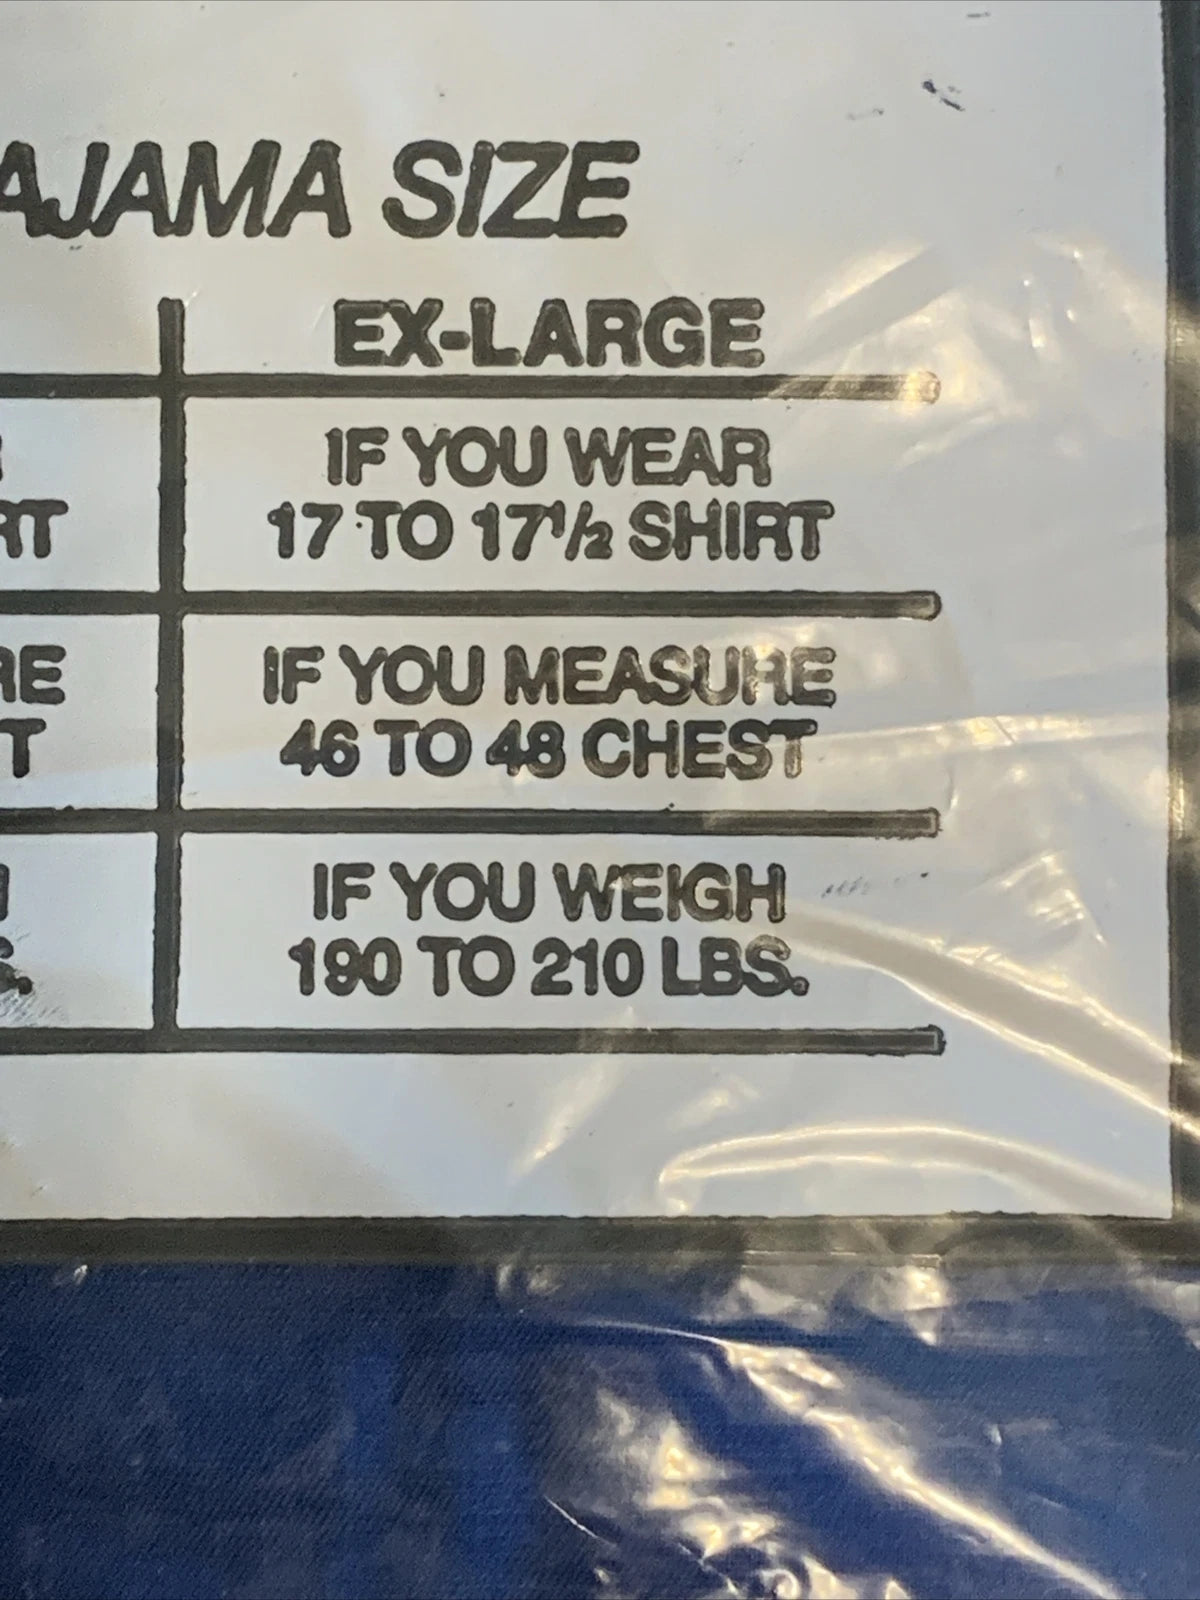 AJAMA SIZE
EX-LARGE
IF YOU WEAR
17 TO 17½ SHIRT
IF YOU MEASURE
46 TO 48 CHEST
IF YOU WEIGH
190 TO 210 LBS.